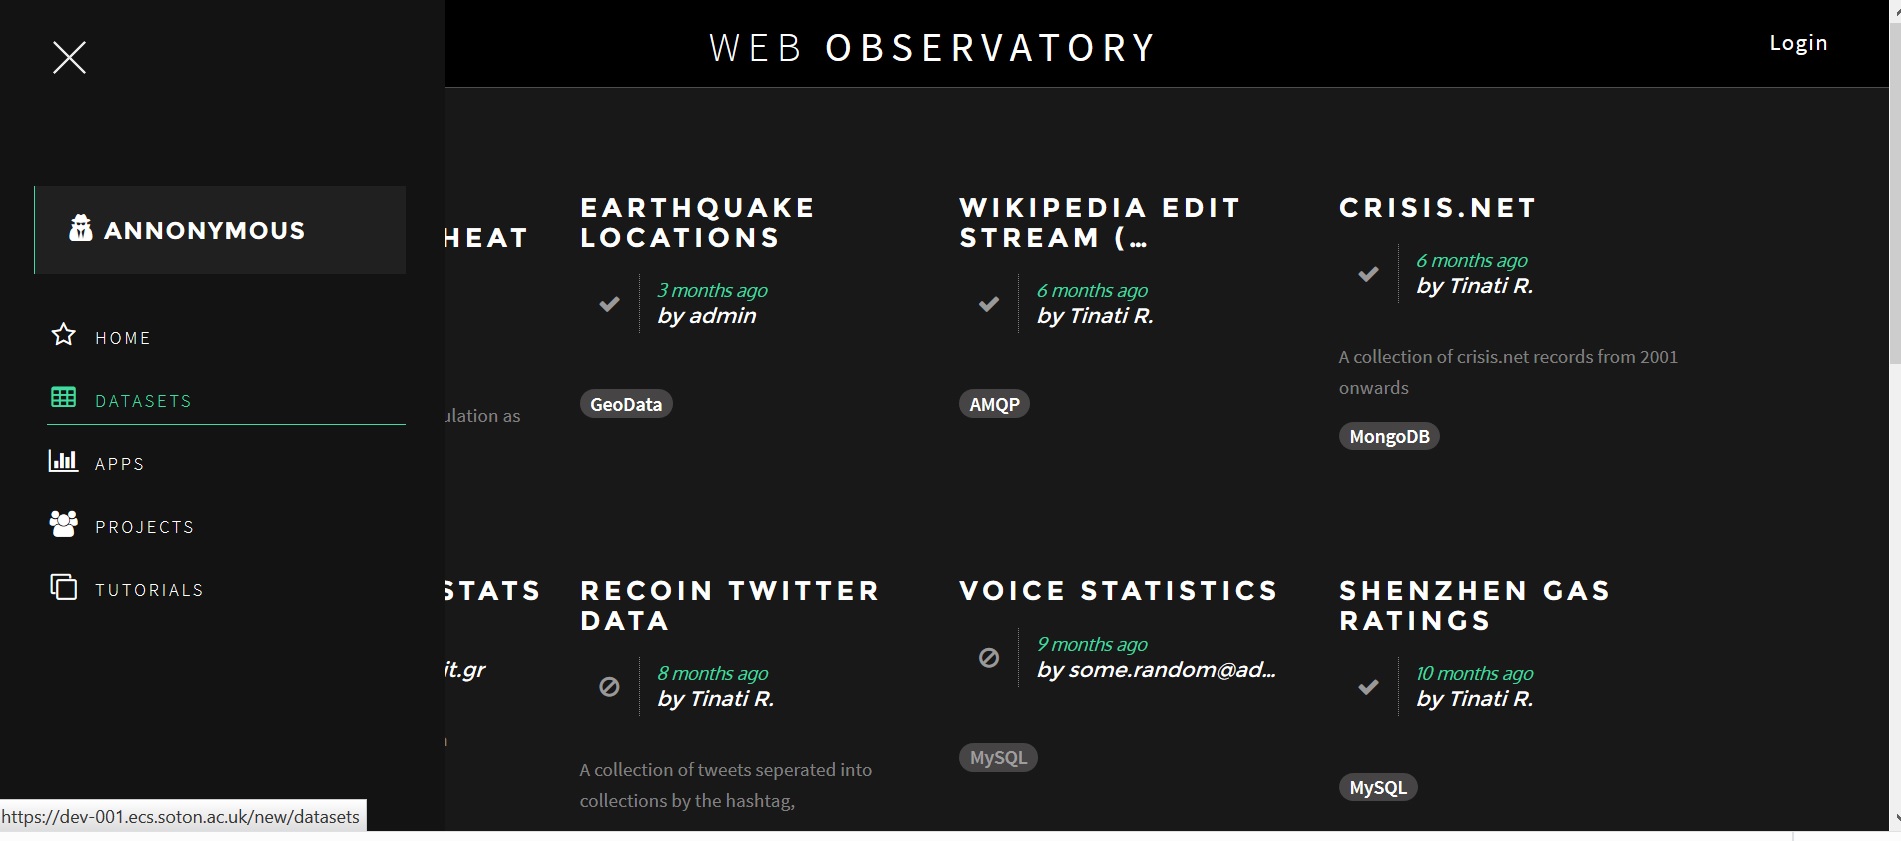 WEB OBSERVATORY
Login
ANNONYMOUS
HOME
DATASETS
APPS
PROJECTS
TUTORIALS
HEAT
ulation as
EARTHQUAKE
LOCATIONS
3 months ago
by admin
GeoData
WIKIPEDIA EDIT
STREAM (...
6 months ago
by Tinati R.
AMQP
CRISIS.NET
6 months ago
by Tinati R.
A collection of crisis.net records from 2001
onwards
MongoDB
STATS
it.gr
RECOIN TWITTER
DATA
8 months ago
by Tinati R.
A collection of tweets seperated into
collections by the hashtag,
VOICE STATISTICS
9 months ago
by some.random@ad...
MySQL
SHENZHEN GAS
RATINGS
10 months ago
by Tinati R.
MySQL
https://dev-001.ecs.soton.ac.uk/new/datasets